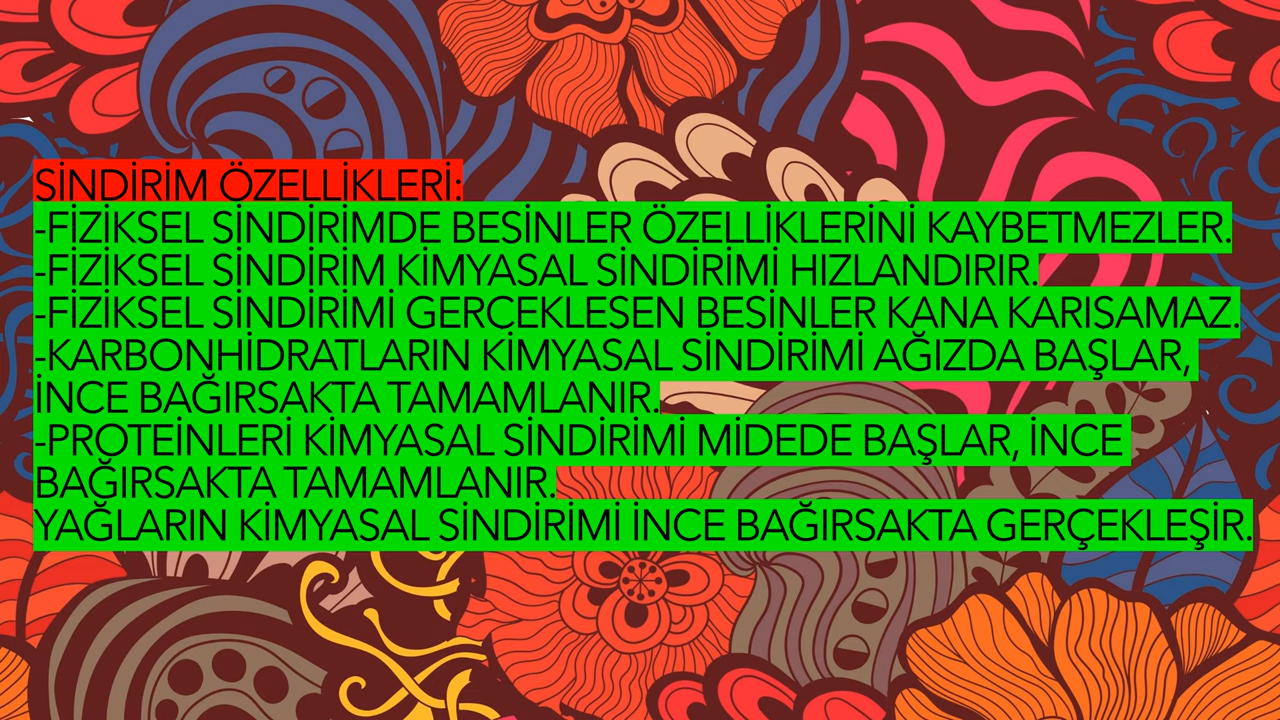 SİNDİRİM ÖZELLİKLERİ:
-FİZİKSEL SİNDİRİMDE BESİNLER ÖZELLİKLERİNİ KAYBETMEZLER.
-FİZİKSEL SİNDİRİM KİMYASAL SİNDİRİMİ HIZLANDIRIR.
-FİZİKSEL SİNDİRİMİ GERÇEKLEŞEN BESİNLER KANA KARIŞAMAZ.
-KARBONHİDRATLARIN KİMYASAL SİNDİRİMİ AĞIZDA BAŞLAR,
İNCE BAĞIRSAKTA TAMAMLANIR.
-PROTEİNLERİ KİMYASAL SİNDİRİMİ MİDEDE BAŞLAR, İNCE
BAĞIRSAKTA TAMAMLANIR.
YAĞLARIN KİMYASAL SİNDİRİMİ İNCE BAĞIRSAKTA GERÇEKLEŞİR.